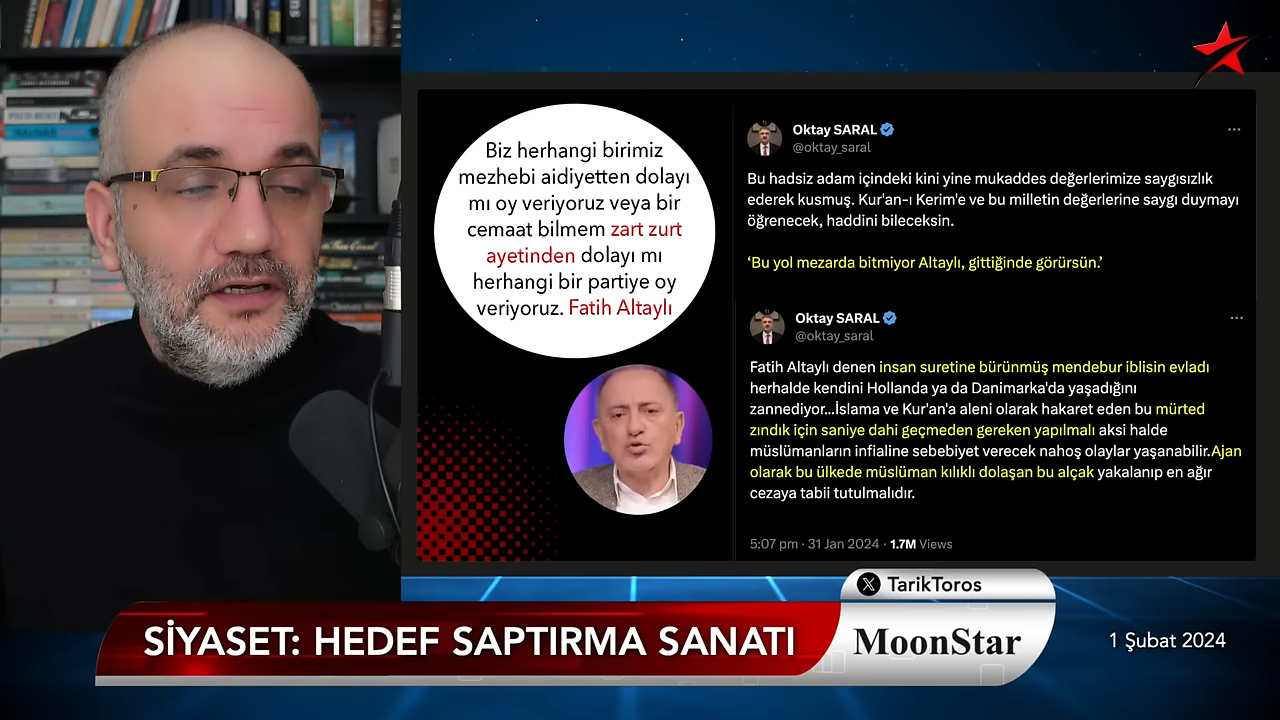 Biz herhangi birimiz
mezhebi aidiyetten dolayı
mı oy veriyoruz veya bir
cemaat bilmem zart zurt
ayetinden dolayı mı
herhangi bir partiye oy
veriyoruz. Fatih Altaylı
Oktay SARAL
@oktay_saral
Bu hadsiz adam içindeki kini yine mukaddes değerlerimize saygısızlık
ederek kusmuş. Kur'an-ı Kerim'e ve bu milletin değerlerine saygı duymayı
öğrenecek, haddini bileceksin.
‘Bu yol mezarda bitmiyor Altaylı, gittiğinde görürsün.’
Oktay SARAL
@oktay_saral
Fatih Altaylı denen insan suretine bürünmüş mendebur iblisin evladı
herhalde kendini Hollanda ya da Danimarka'da yaşadığını
zannediyor...İslama ve Kur'an'a aleni olarak hakaret eden bu mürted
zındık için saniye dahi geçmeden gereken yapılmalı aksi halde
müslümanların infialine sebebiyet verecek nahoş olaylar yaşanabilir.Ajan
olarak bu ülkede müslüman kılıklı dolaşan bu alçak yakalanıp en ağır
cezaya tabii tutulmalıdır.
5:07 pm · 31 Jan 2024 · 1.7M Views
X TarikToros
SİYASET: HEDEF SAPTIRMA SANATI
MoonStar
1 Şubat 2024